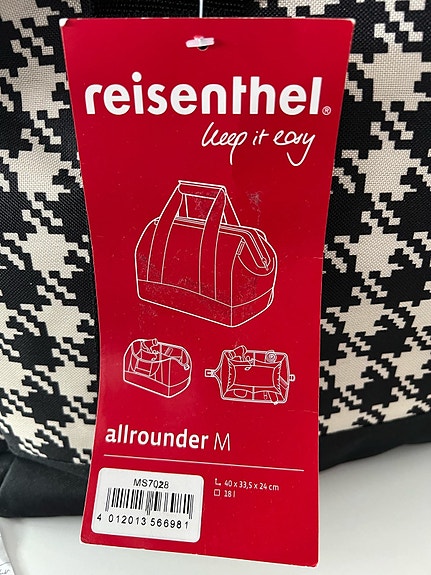 reisenthel®
keep it easy
allrounder M
MS7028
4 012013 566981
40 x 33,5 x 24 cm
18 l